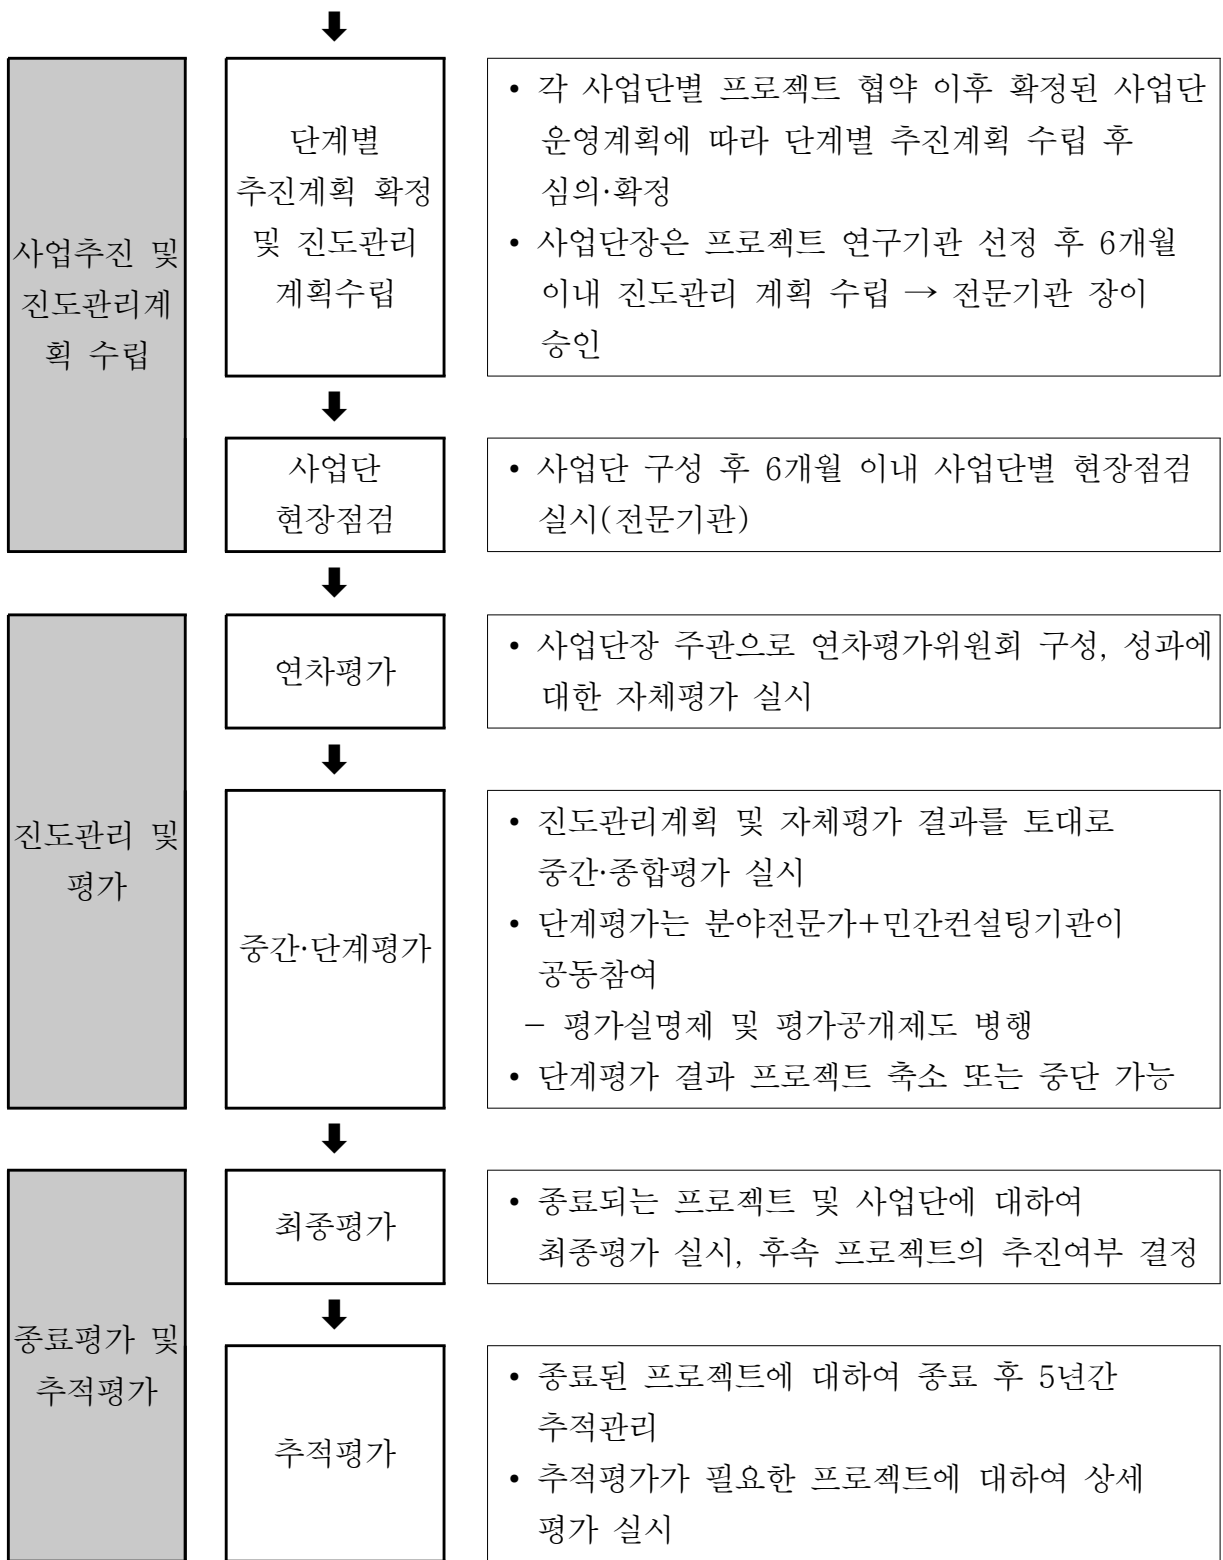 사업추진 및
진도관리계
획 수립
단계별
추진계획 확정
및 진도관리
계획수립
• 각 사업단별 프로젝트 협약 이후 확정된 사업단
운영계획에 따라 단계별 추진계획 수립 후
심의·확정
• 사업단장은 프로젝트 연구기관 선정 후 6개월
이내 진도관리 계획 수립 → 전문기관 장이
승인
사업단
현장점검
• 사업단 구성 후 6개월 이내 사업단별 현장점검
실시(전문기관)
진도관리 및
평가
연차평가
• 사업단장 주관으로 연차평가위원회 구성, 성과에
대한 자체평가 실시
중간·단계평가
• 진도관리계획 및 자체평가 결과를 토대로
중간·종합평가 실시
• 단계평가는 분야전문가+민간컨설팅기관이
공동참여
- 평가실명제 및 평가공개제도 병행
• 단계평가 결과 프로젝트 축소 또는 중단 가능
종료평가 및
추적평가
최종평가
• 종료되는 프로젝트 및 사업단에 대하여
최종평가 실시, 후속 프로젝트의 추진여부 결정
추적평가
• 종료된 프로젝트에 대하여 종료 후 5년간
추적관리
• 추적평가가 필요한 프로젝트에 대하여 상세
평가 실시